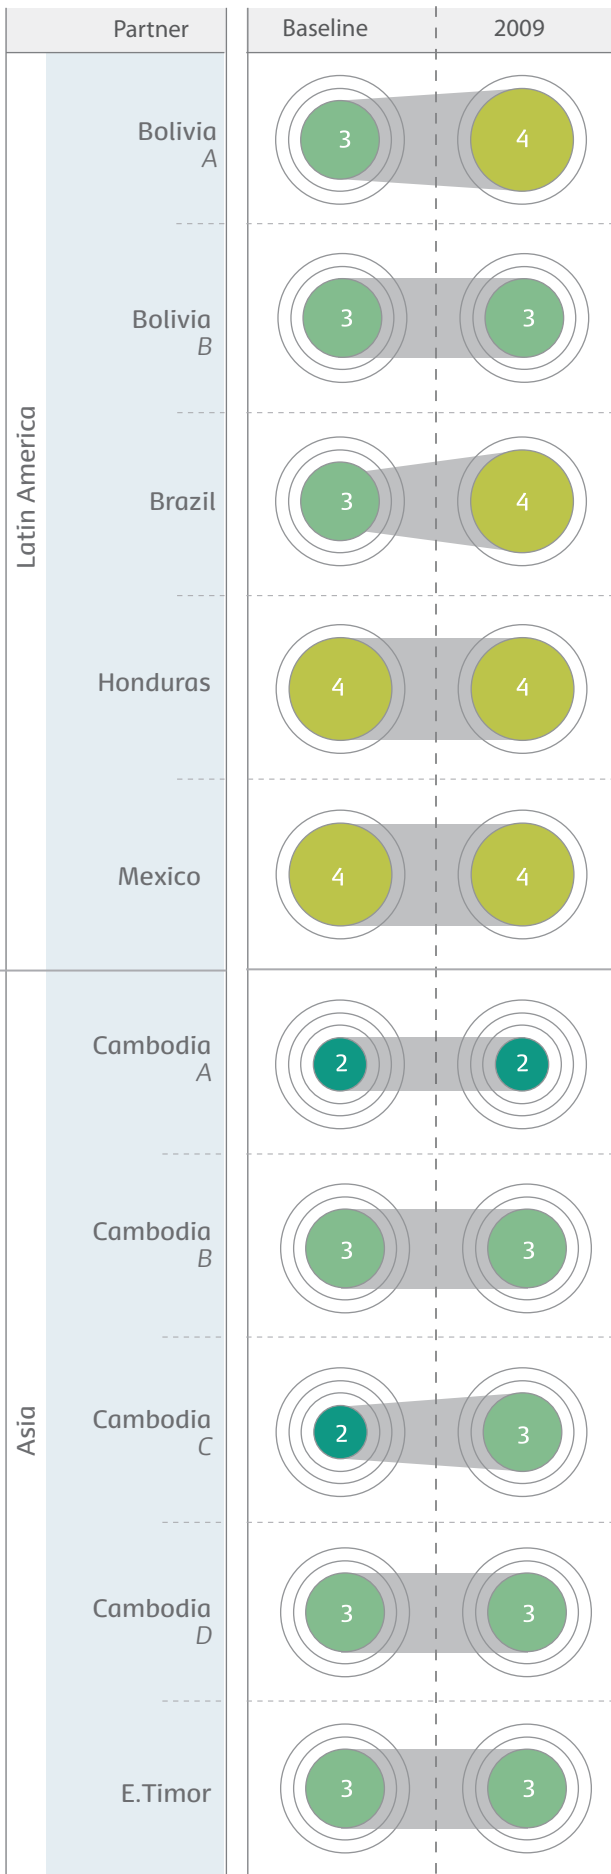 Partner Baseline 2009
Latin America
Bolivia
A
3 4
Bolivia
B
3 3
Brazil 3 4
Honduras 4 4
Mexico 4 4
Asia
Cambodia
A
2 2
Cambodia
B
3 3
Cambodia
C
2 3
Cambodia
D
3 3
E.Timor 3 3